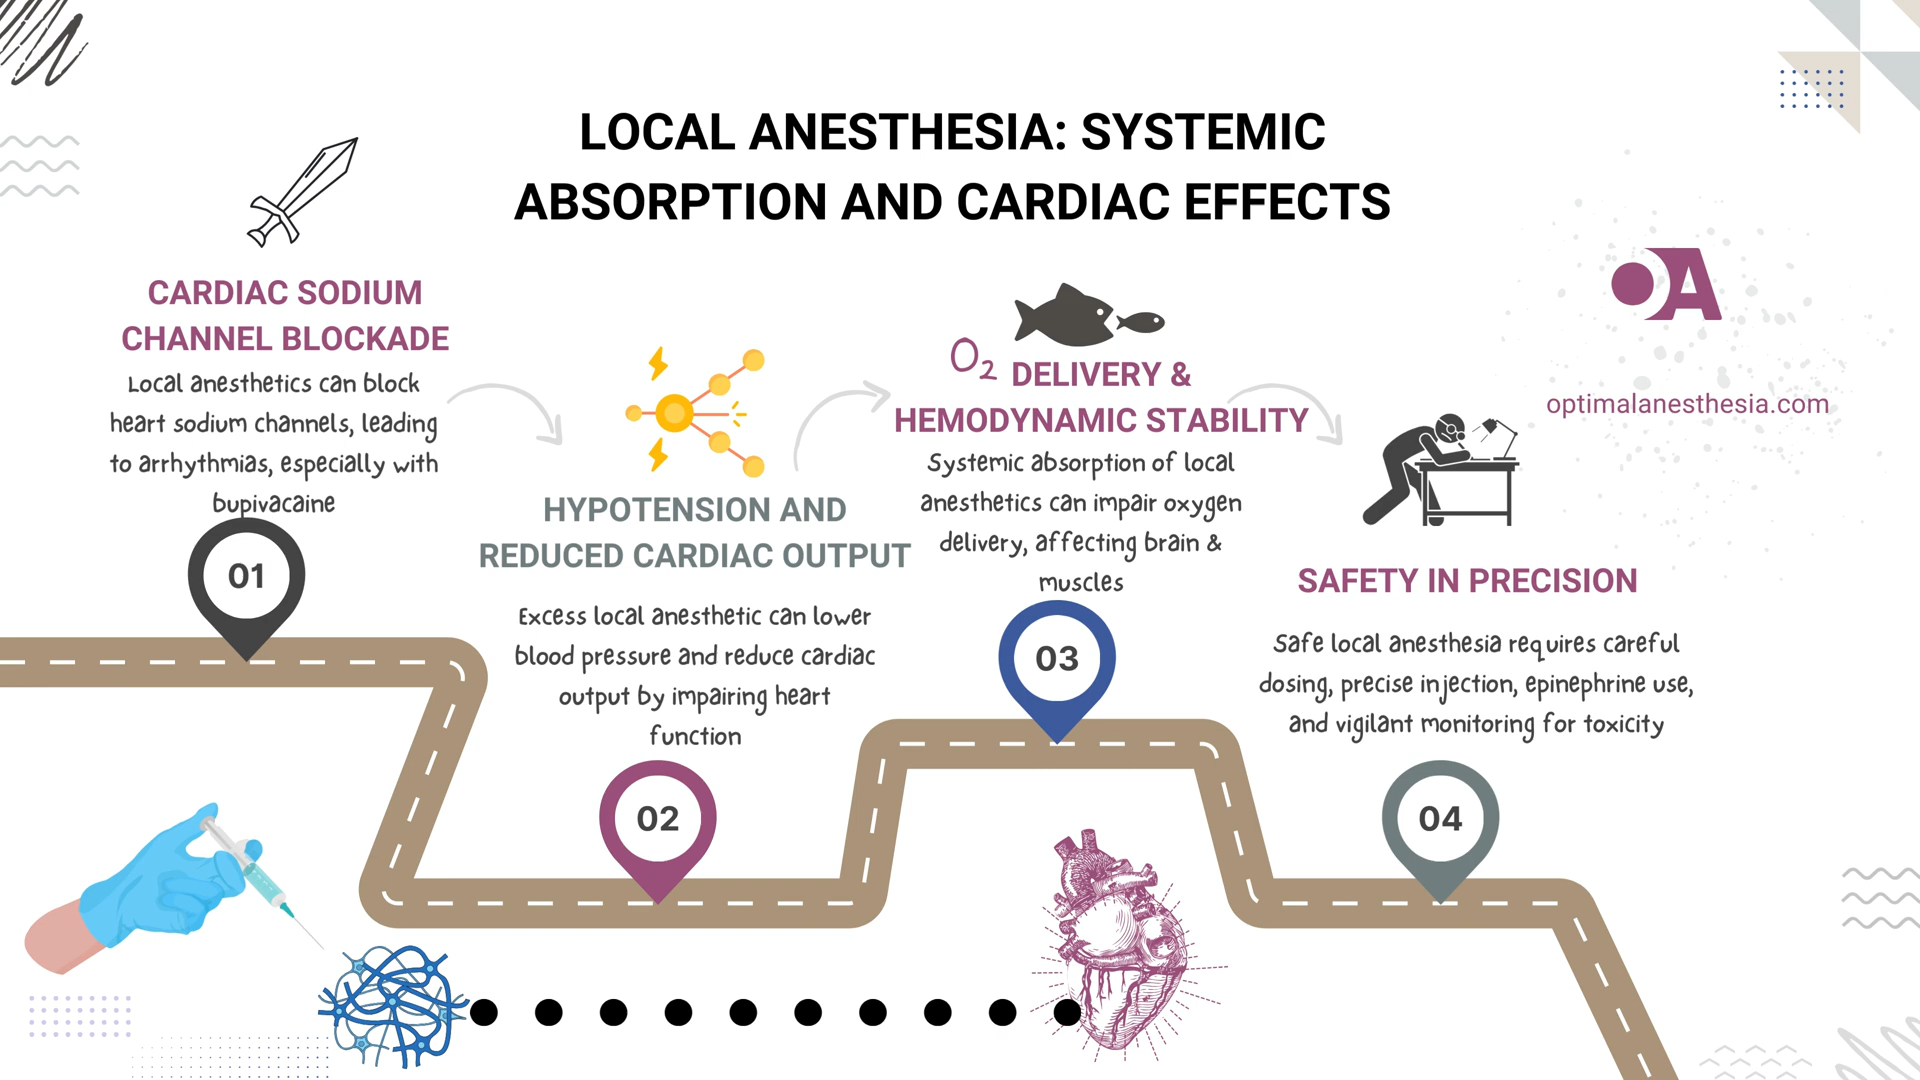 LOCAL ANESTHESIA: SYSTEMIC
ABSORPTION AND CARDIAC EFFECTS
CARDIAC SODIUM
CHANNEL BLOCKADE
Local anesthetics can block
heart sodium channels, leading
to arrhythmias, especially with
bupivacaine
01
HYPOTENSION AND
REDUCED CARDIAC OUTPUT
Excess local anesthetic can lower
blood pressure and reduce cardiac
output by impairing heart
function
02
O2 DELIVERY &
HEMODYNAMIC STABILITY
Systemic absorption of local
anesthetics can impair oxygen
delivery, affecting brain &
muscles
03
SAFETY IN PRECISION
Safe local anesthesia requires careful
dosing, precise injection, epinephrine use,
and vigilant monitoring for toxicity
04
OA
optimalanesthesia.com